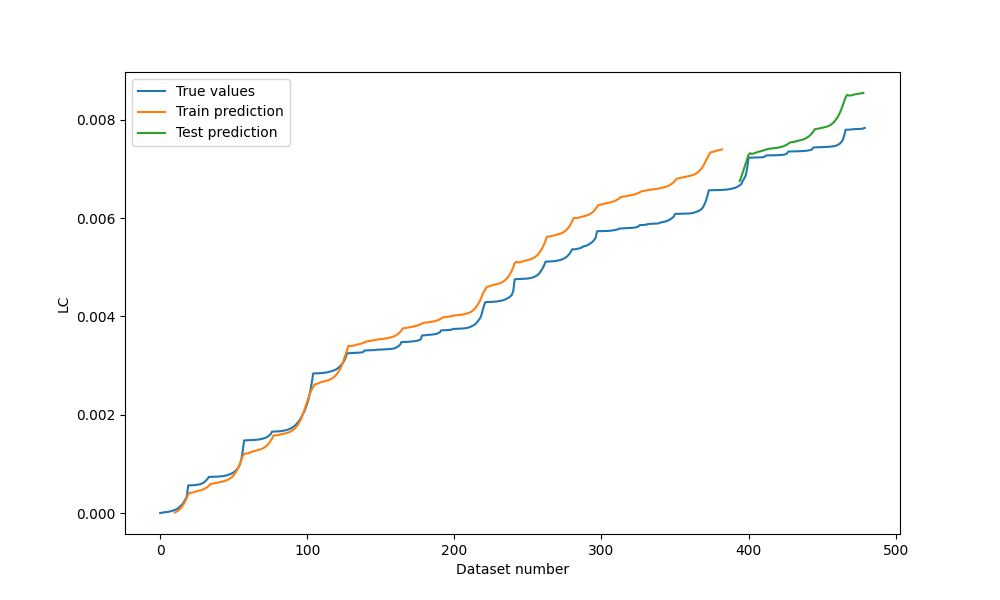 True values
Train prediction
Test prediction
LC
0.008
0.006
0.004
0.002
0.000
0 100 200 300 400 500
Dataset number